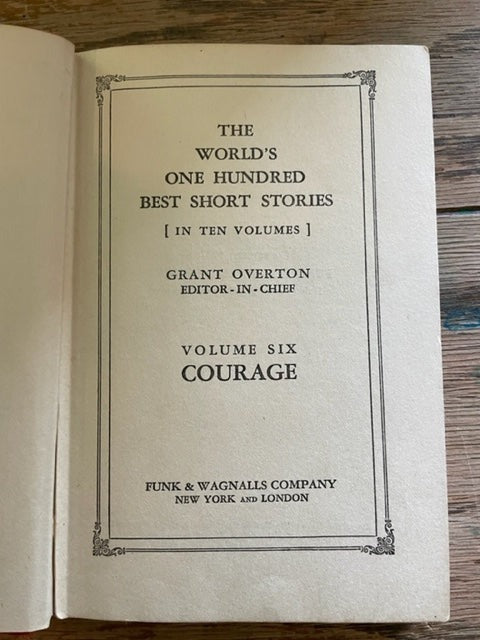 THE
WORLD'S
ONE HUNDRED
BEST SHORT STORIES
[ IN TEN VOLUMES ]
GRANT OVERTON
EDITOR-IN-CHIEF
VOLUME SIX
COURAGE
FUNK & WAGNALLS COMPANY
NEW YORK AND LONDON